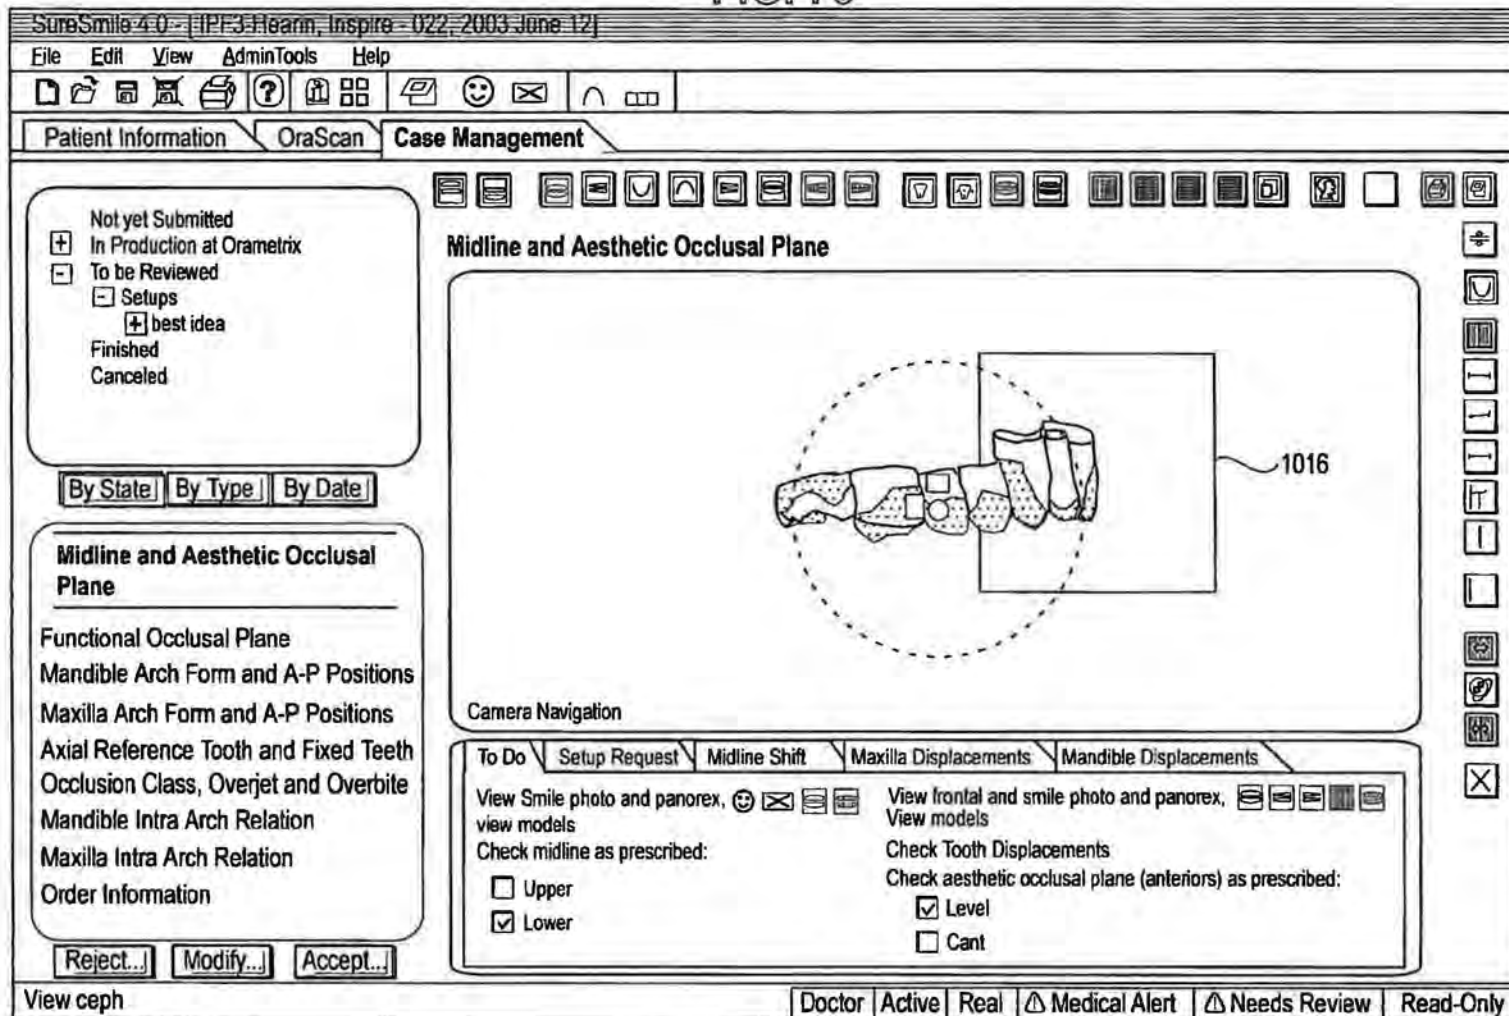 SureSmile 4.0 - [IPF3-Hearin, Inspire - 022, 2003 June 12]
File Edit View AdminTools Help
Patient Information OraScan Case Management
Not yet Submitted
In Production at Orametrix
To be Reviewed
Setups
best idea
Finished
Canceled
By State By Type By Date
Midline and Aesthetic Occlusal
Plane
Functional Occlusal Plane
Mandible Arch Form and A-P Positions
Maxilla Arch Form and A-P Positions
Axial Reference Tooth and Fixed Teeth
Occlusion Class, Overjet and Overbite
Mandible Intra Arch Relation
Maxilla Intra Arch Relation
Order Information
Reject... Modify... Accept...
Midline and Aesthetic Occlusal Plane
1016
Camera Navigation
To Do Setup Request Midline Shift Maxilla Displacements Mandible Displacements
View Smile photo and panorex,
view models
Check midline as prescribed:
Upper
Lower
View frontal and smile photo and panorex,
View models
Check Tooth Displacements
Check aesthetic occlusal plane (anteriors) as prescribed:
Level
Cant
View ceph Doctor Active Real Medical Alert Needs Review Read-Only